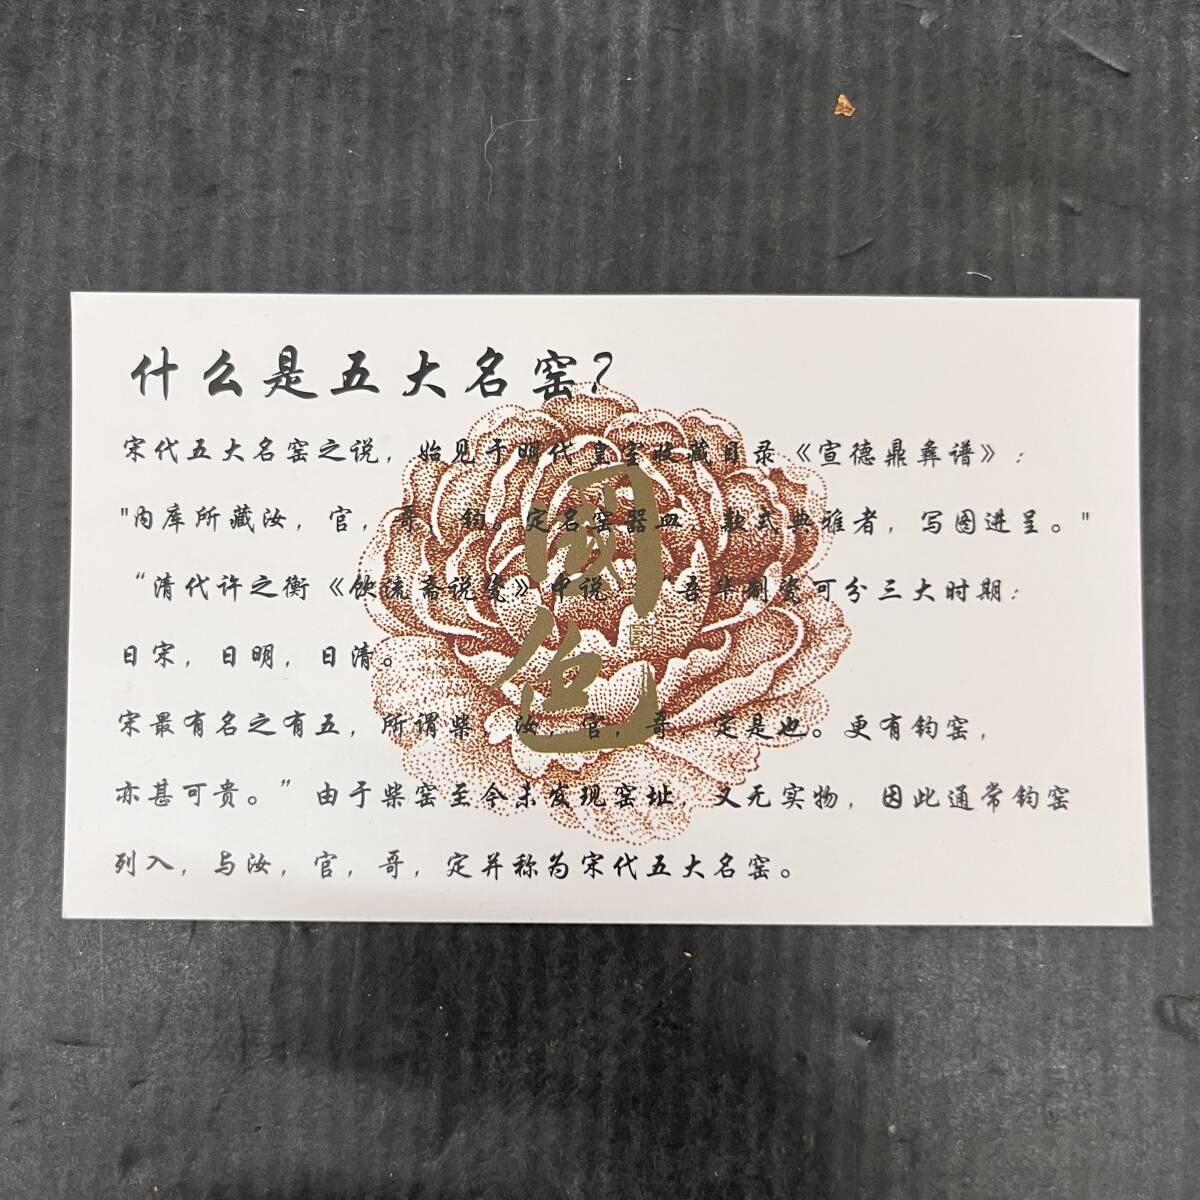 什么是五大名窑？
宋代五大名窑之说，始见于明代皇室收藏目录《宣德鼎彝谱》：
"内库所藏汝，官，哥，钧。定名窑器皿、款式典雅者，写图进呈。"
“清代许之衡《饮流斋说瓷》中说：“吾华制瓷可分三大时期：
日宋，日明，日清。
宋最有名之有五，所谓柴，汝，官，哥，定是也。更有钧窑，
亦甚可贵。”由于柴窑至今未发现窑址，又无实物，因此通常钧窑
列入，与汝，官，哥，定并称为宋代五大名窑。
國色